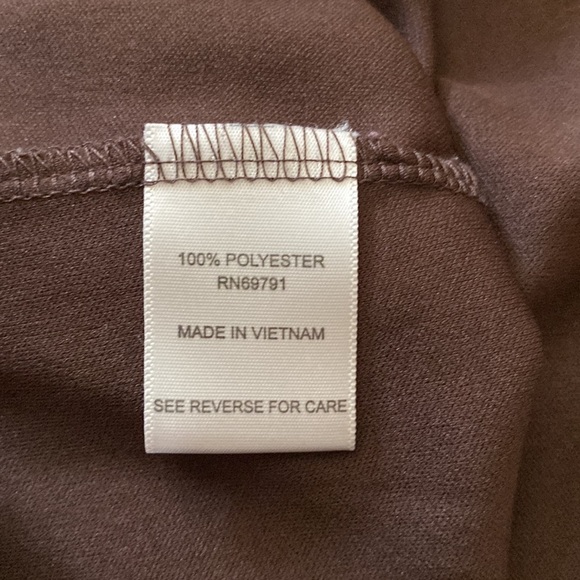 100% POLYESTER
RN69791
MADE IN VIETNAM
SEE REVERSE FOR CARE